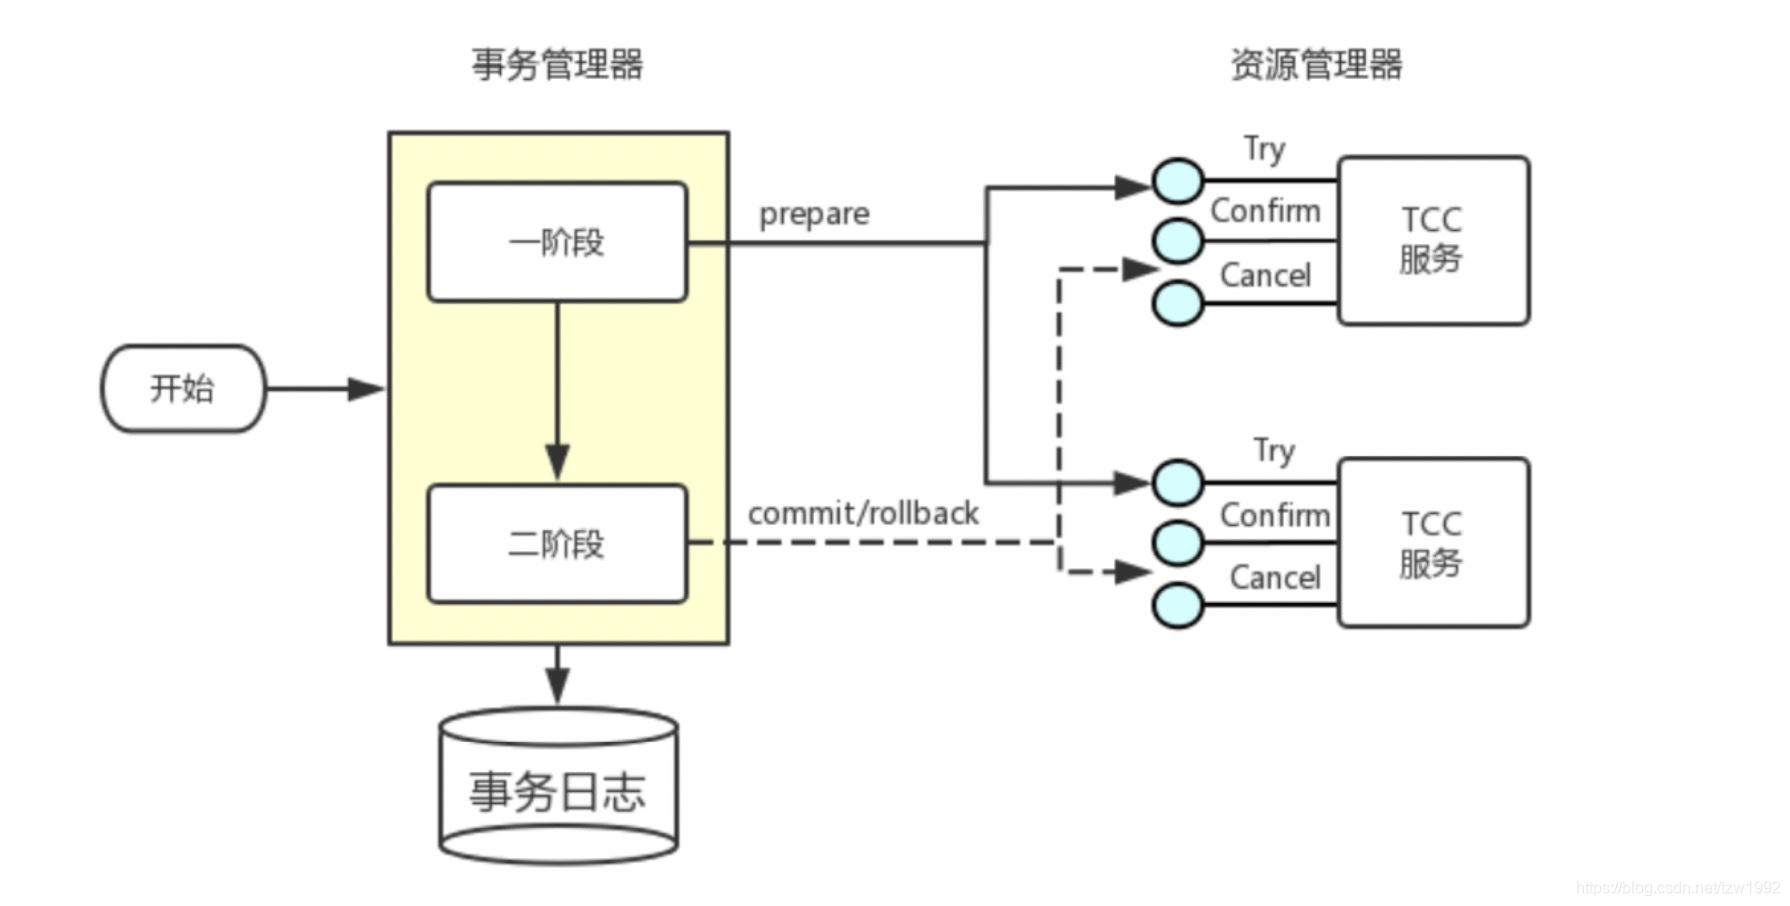 事务管理器
资源管理器
开始
一阶段
prepare
二阶段
commit/rollback
事务日志
Try
Confirm
Cancel
TCC
服务
Try
Confirm
Cancel
TCC
服务
https://blog.csdn.net/tzw1992